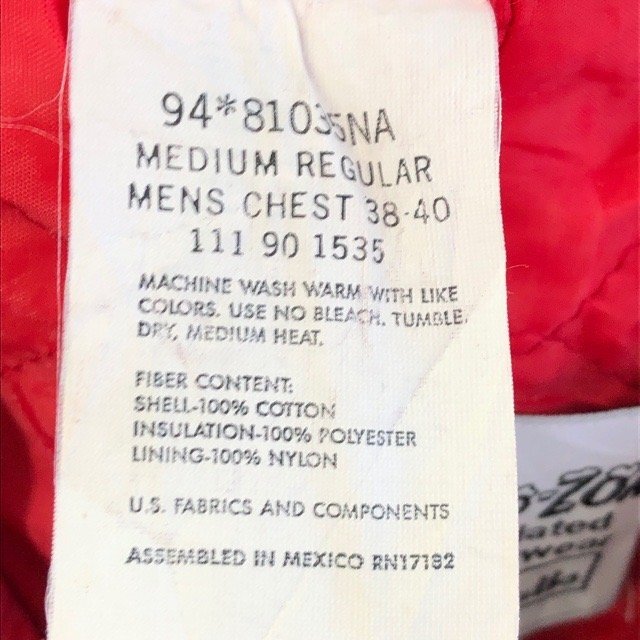 94*81035NA
MEDIUM REGULAR
MENS CHEST 38-40
111 90 1535
MACHINE WASH WARM WITH LIKE
COLORS. USE NO BLEACH. TUMBLE
DRY, MEDIUM HEAT.
FIBER CONTENT:
SHELL-100% COTTON
INSULATION-100% POLYESTER
LINING-100% NYLON
U.S. FABRICS AND COMPONENTS
ASSEMBLED IN MEXICO RN17182